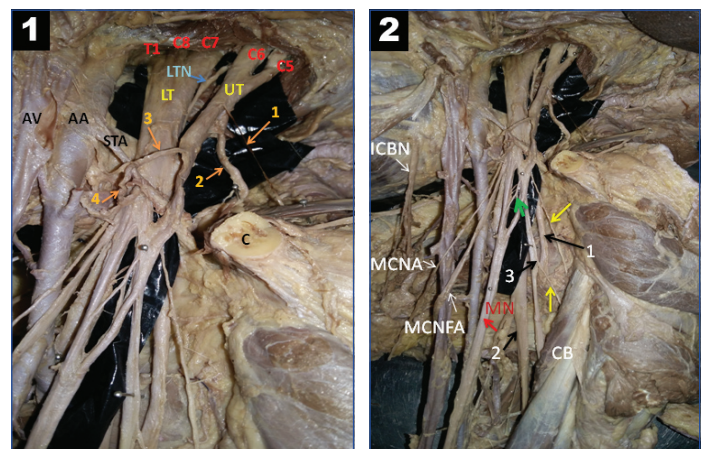 1
T1 C8 C7 C6 C5
LTN
LT UT
AV AA STA 3 1
2
4
C
2
ICBN
1
MCNA 3
MCNFA MN
2 CB